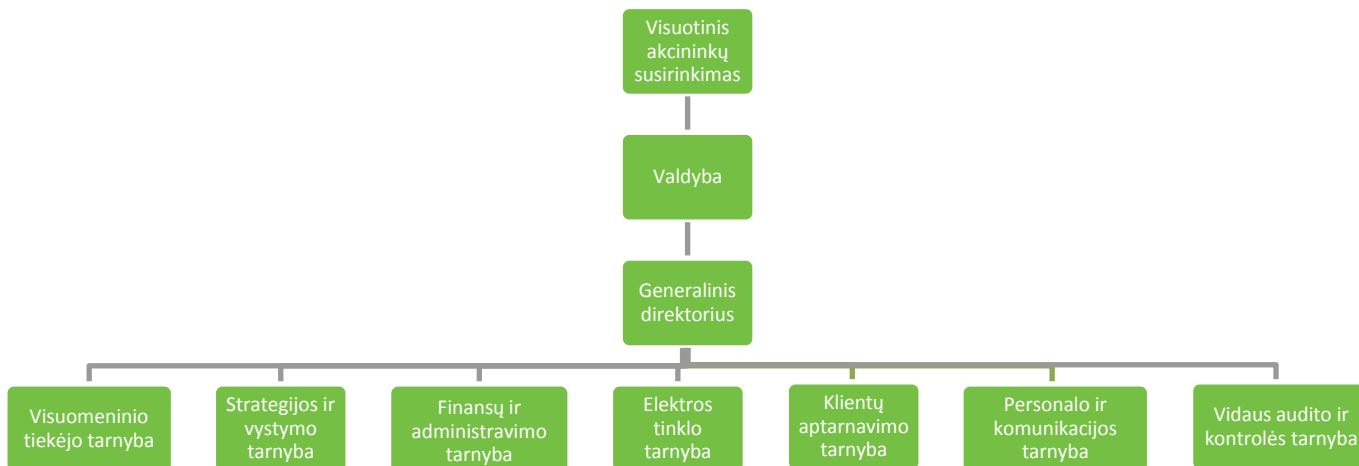 Visuotinis
akcininkų
susirinkimas
Valdyba
Generalinis
direktorius
Visuomeninio
tiekėjo tarnyba
Strategijos ir
vystymo
tarnyba
Finansų ir
administravimo
tarnyba
Elektros
tinklo
tarnyba
Klientų
aptarnavimo
tarnyba
Personalo ir
komunikacijos
tarnyba
Vidaus audito ir
kontrolės tarnyba